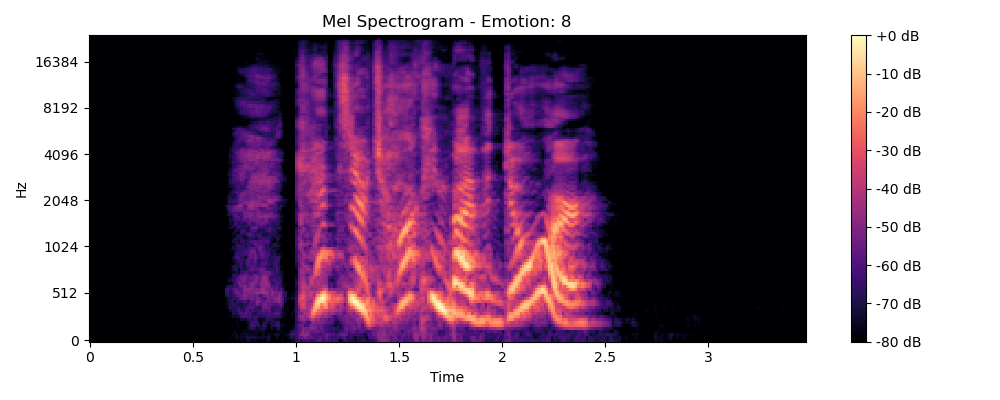 Mel Spectrogram - Emotion: 8
16384
8192
4096
2048
1024
512
0
Hz
0 0.5 1 1.5 2 2.5 3
Time
+0 dB
-10 dB
-20 dB
-30 dB
-40 dB
-50 dB
-60 dB
-70 dB
-80 dB